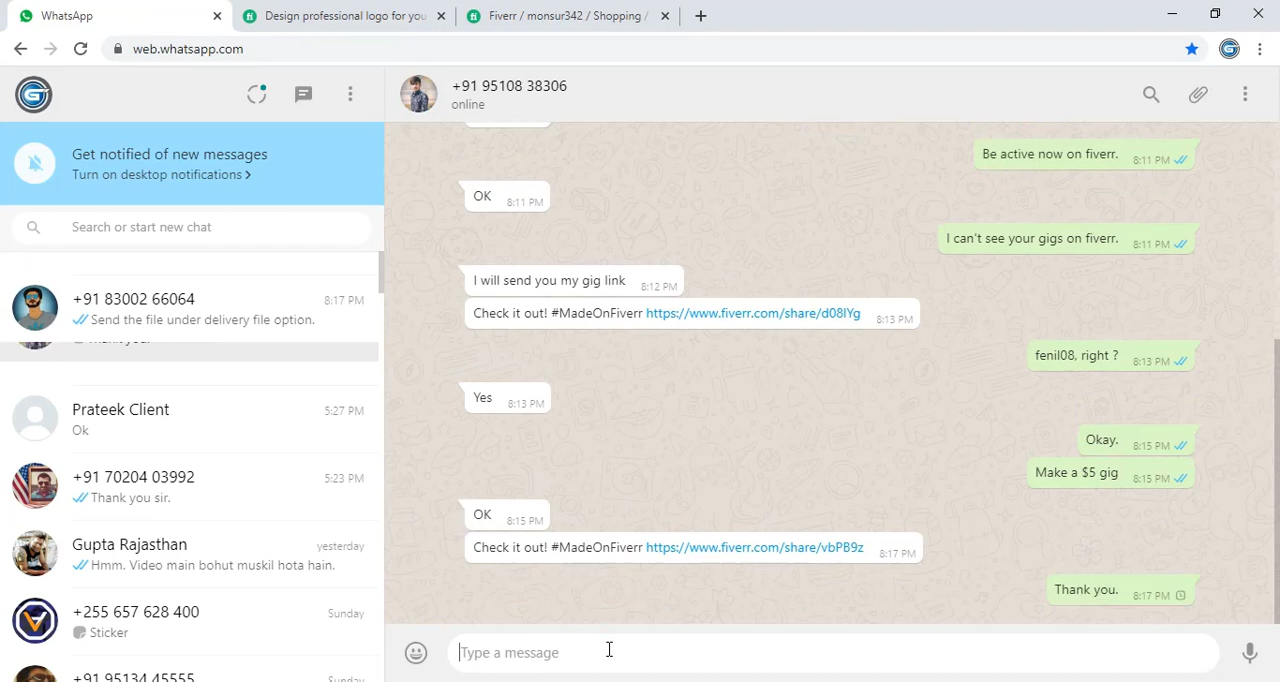 WhatsApp
Design professional logo for you
Fiverr / monsur342 / Shopping /
web.whatsapp.com
+91 95108 38306
online
Get notified of new messages
Turn on desktop notifications >
Search or start new chat
+91 83002 66064 8:17 PM
Send the file under delivery file option.
Prateek Client 5:27 PM
Ok
+91 70204 03992 5:23 PM
Thank you sir.
Gupta Rajasthan yesterday
Hmm. Video main bohut muskil hota hain.
+255 657 628 400 Sunday
Sticker
+91 95134 45555 Sunday
Be active now on fiverr. 8:11 PM
OK 8:11 PM
I can't see your gigs on fiverr. 8:11 PM
I will send you my gig link 8:12 PM
Check it out! #MadeOnFiverr https://www.fiverr.com/share/d08lYg 8:13 PM
fenil08, right ? 8:13 PM
Yes 8:13 PM
Okay. 8:15 PM
Make a $5 gig 8:15 PM
OK 8:15 PM
Check it out! #MadeOnFiverr https://www.fiverr.com/share/vbPB9z 8:17 PM
Thank you. 8:17 PM
Type a message